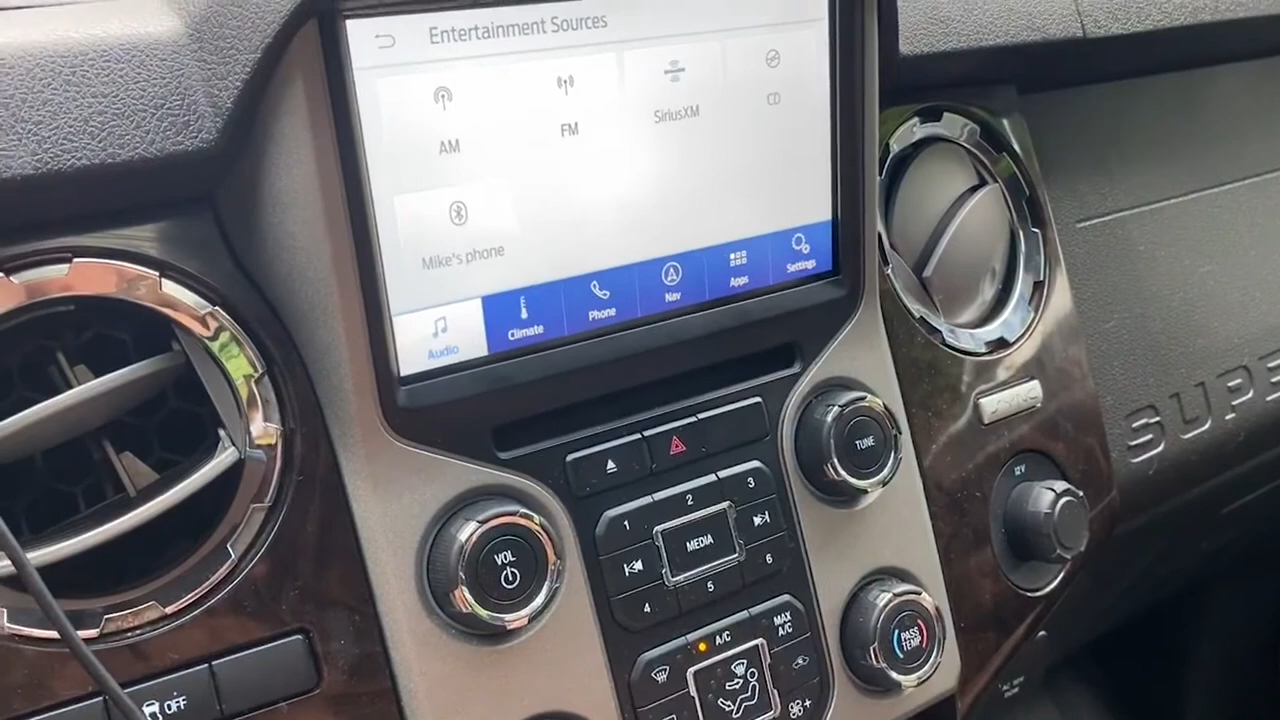 Entertainment Sources
AM
FM
SiriusXM
CD
Mike's phone
Audio
Climate
Phone
Nav
Apps
Settings
SYNC
SUPE
12V
TUNE
1
2
3
MEDIA
4
5
6
VOL
A/C
MAX
A/C
PASS
TEMP
OFF